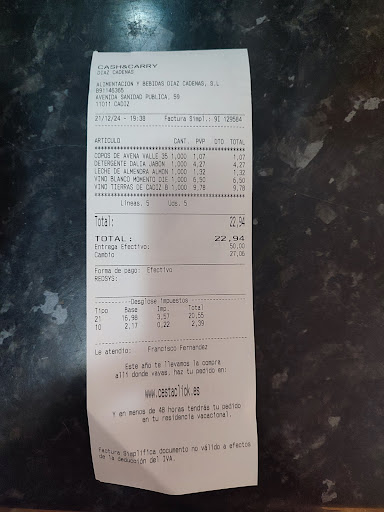 CASH&CARRY
DIAZ CADENAS
ALIMENTACION Y BEBIDAS DIAZ CADENAS, S.L
B91146365
AVENIDA SANIDAD PUBLICA, 59
11011 CADIZ
21/12/24 - 19:38 Factura Simpl.: 9I 129564
ARTICULO CANT. PVP DTO TOTAL
COPOS DE AVENA VALLE 35 1,000 1,07 1,07
DETERGENTE DALIA JABON 1,000 4,27 4,27
LECHE DE ALMENDRA ALMON 1,000 1,32 1,32
VINO BLANCO MOMENTO DIE 1,000 6,50 6,50
VINO TIERRAS DE CADIZ B 1,000 9,78 9,78
Lineas. 5 Uds. 5
Total: 22,94
TOTAL: 22,94
Entrega Efectivo: 50,00
Cambio 27,06
Forma de pago: Efectivo
REDSYS:
Desglose Impuestos
Tipo Base Imp. Total
21 16,98 3,57 20,55
10 2,17 0,22 2,39
Le atendio: Francisco Fernandez
Este año te llevamos la compra
alli donde vayas, haz tu pedido en:
www.cestaclick.es
Y en menos de 48 horas tendrás tu pedido
en tu residencia vacacional.
Factura Simplifica documento no válido a efectos
de la deducción del IVA.